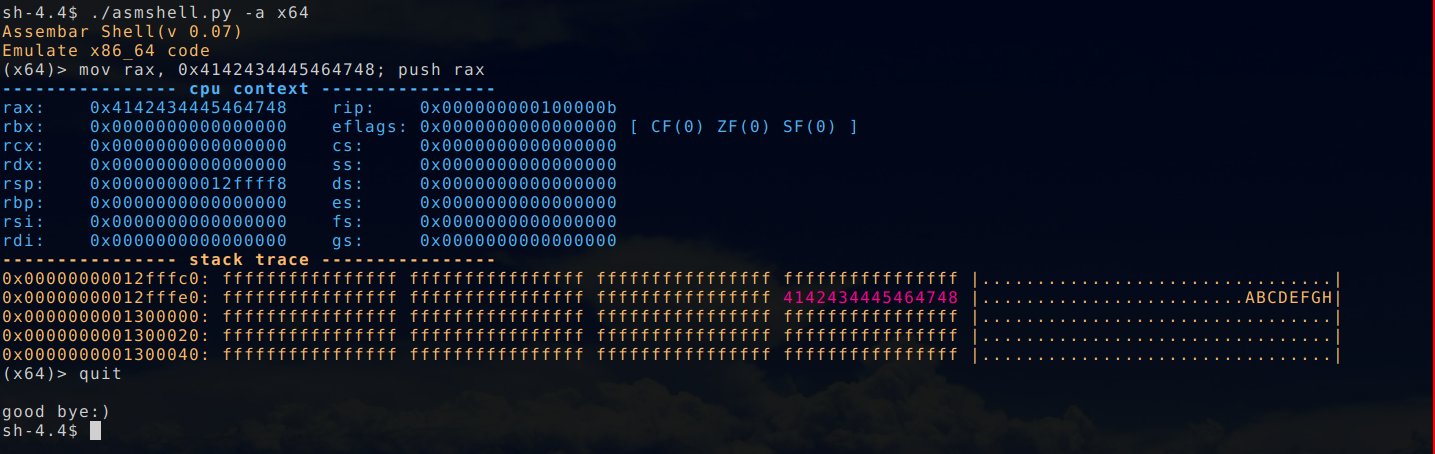 sh-4.4$ ./asmshell.py -a x64
Assembar Shell(v 0.07)
Emulate x86_64 code
(x64)> mov rax, 0x4142434445464748; push rax
---------------- cpu context ----------------
rax:    0x4142434445464748    rip:    0x000000000100000b
rbx:    0x0000000000000000    eflags: 0x0000000000000000 [ CF(0) ZF(0) SF(0) ]
rcx:    0x0000000000000000    cs:     0x0000000000000000
rdx:    0x0000000000000000    ss:     0x0000000000000000
rsp:    0x00000000012ffff8    ds:     0x0000000000000000
rbp:    0x0000000000000000    es:     0x0000000000000000
rsi:    0x0000000000000000    fs:     0x0000000000000000
rdi:    0x0000000000000000    gs:     0x0000000000000000
---------------- stack trace ----------------
0x00000000012fffc0: ffffffffffffffff ffffffffffffffff ffffffffffffffff ffffffffffffffff |................................|
0x00000000012fffe0: ffffffffffffffff ffffffffffffffff ffffffffffffffff 4142434445464748 |........................ABCDEFGH|
0x0000000001300000: ffffffffffffffff ffffffffffffffff ffffffffffffffff ffffffffffffffff |................................|
0x0000000001300020: ffffffffffffffff ffffffffffffffff ffffffffffffffff ffffffffffffffff |................................|
0x0000000001300040: ffffffffffffffff ffffffffffffffff ffffffffffffffff ffffffffffffffff |................................|
(x64)> quit
good bye:)
sh-4.4$